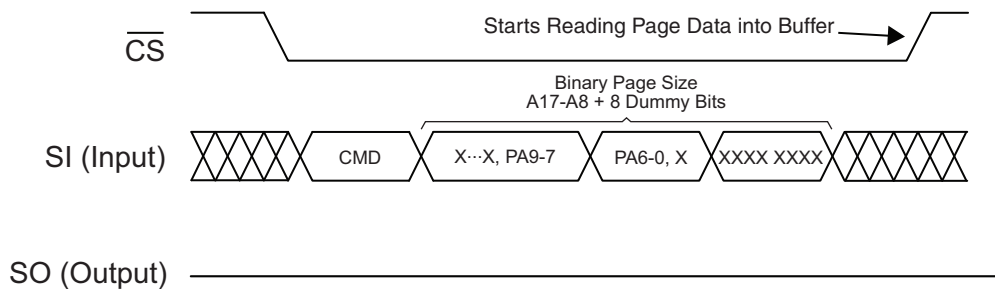 Starts Reading Page Data into Buffer
CS
Binary Page Size
A17-A8 + 8 Dummy Bits
SI (Input)
CMD
X···X, PA9-7
PA6-0, X
XXXX XXXX
SO (Output)